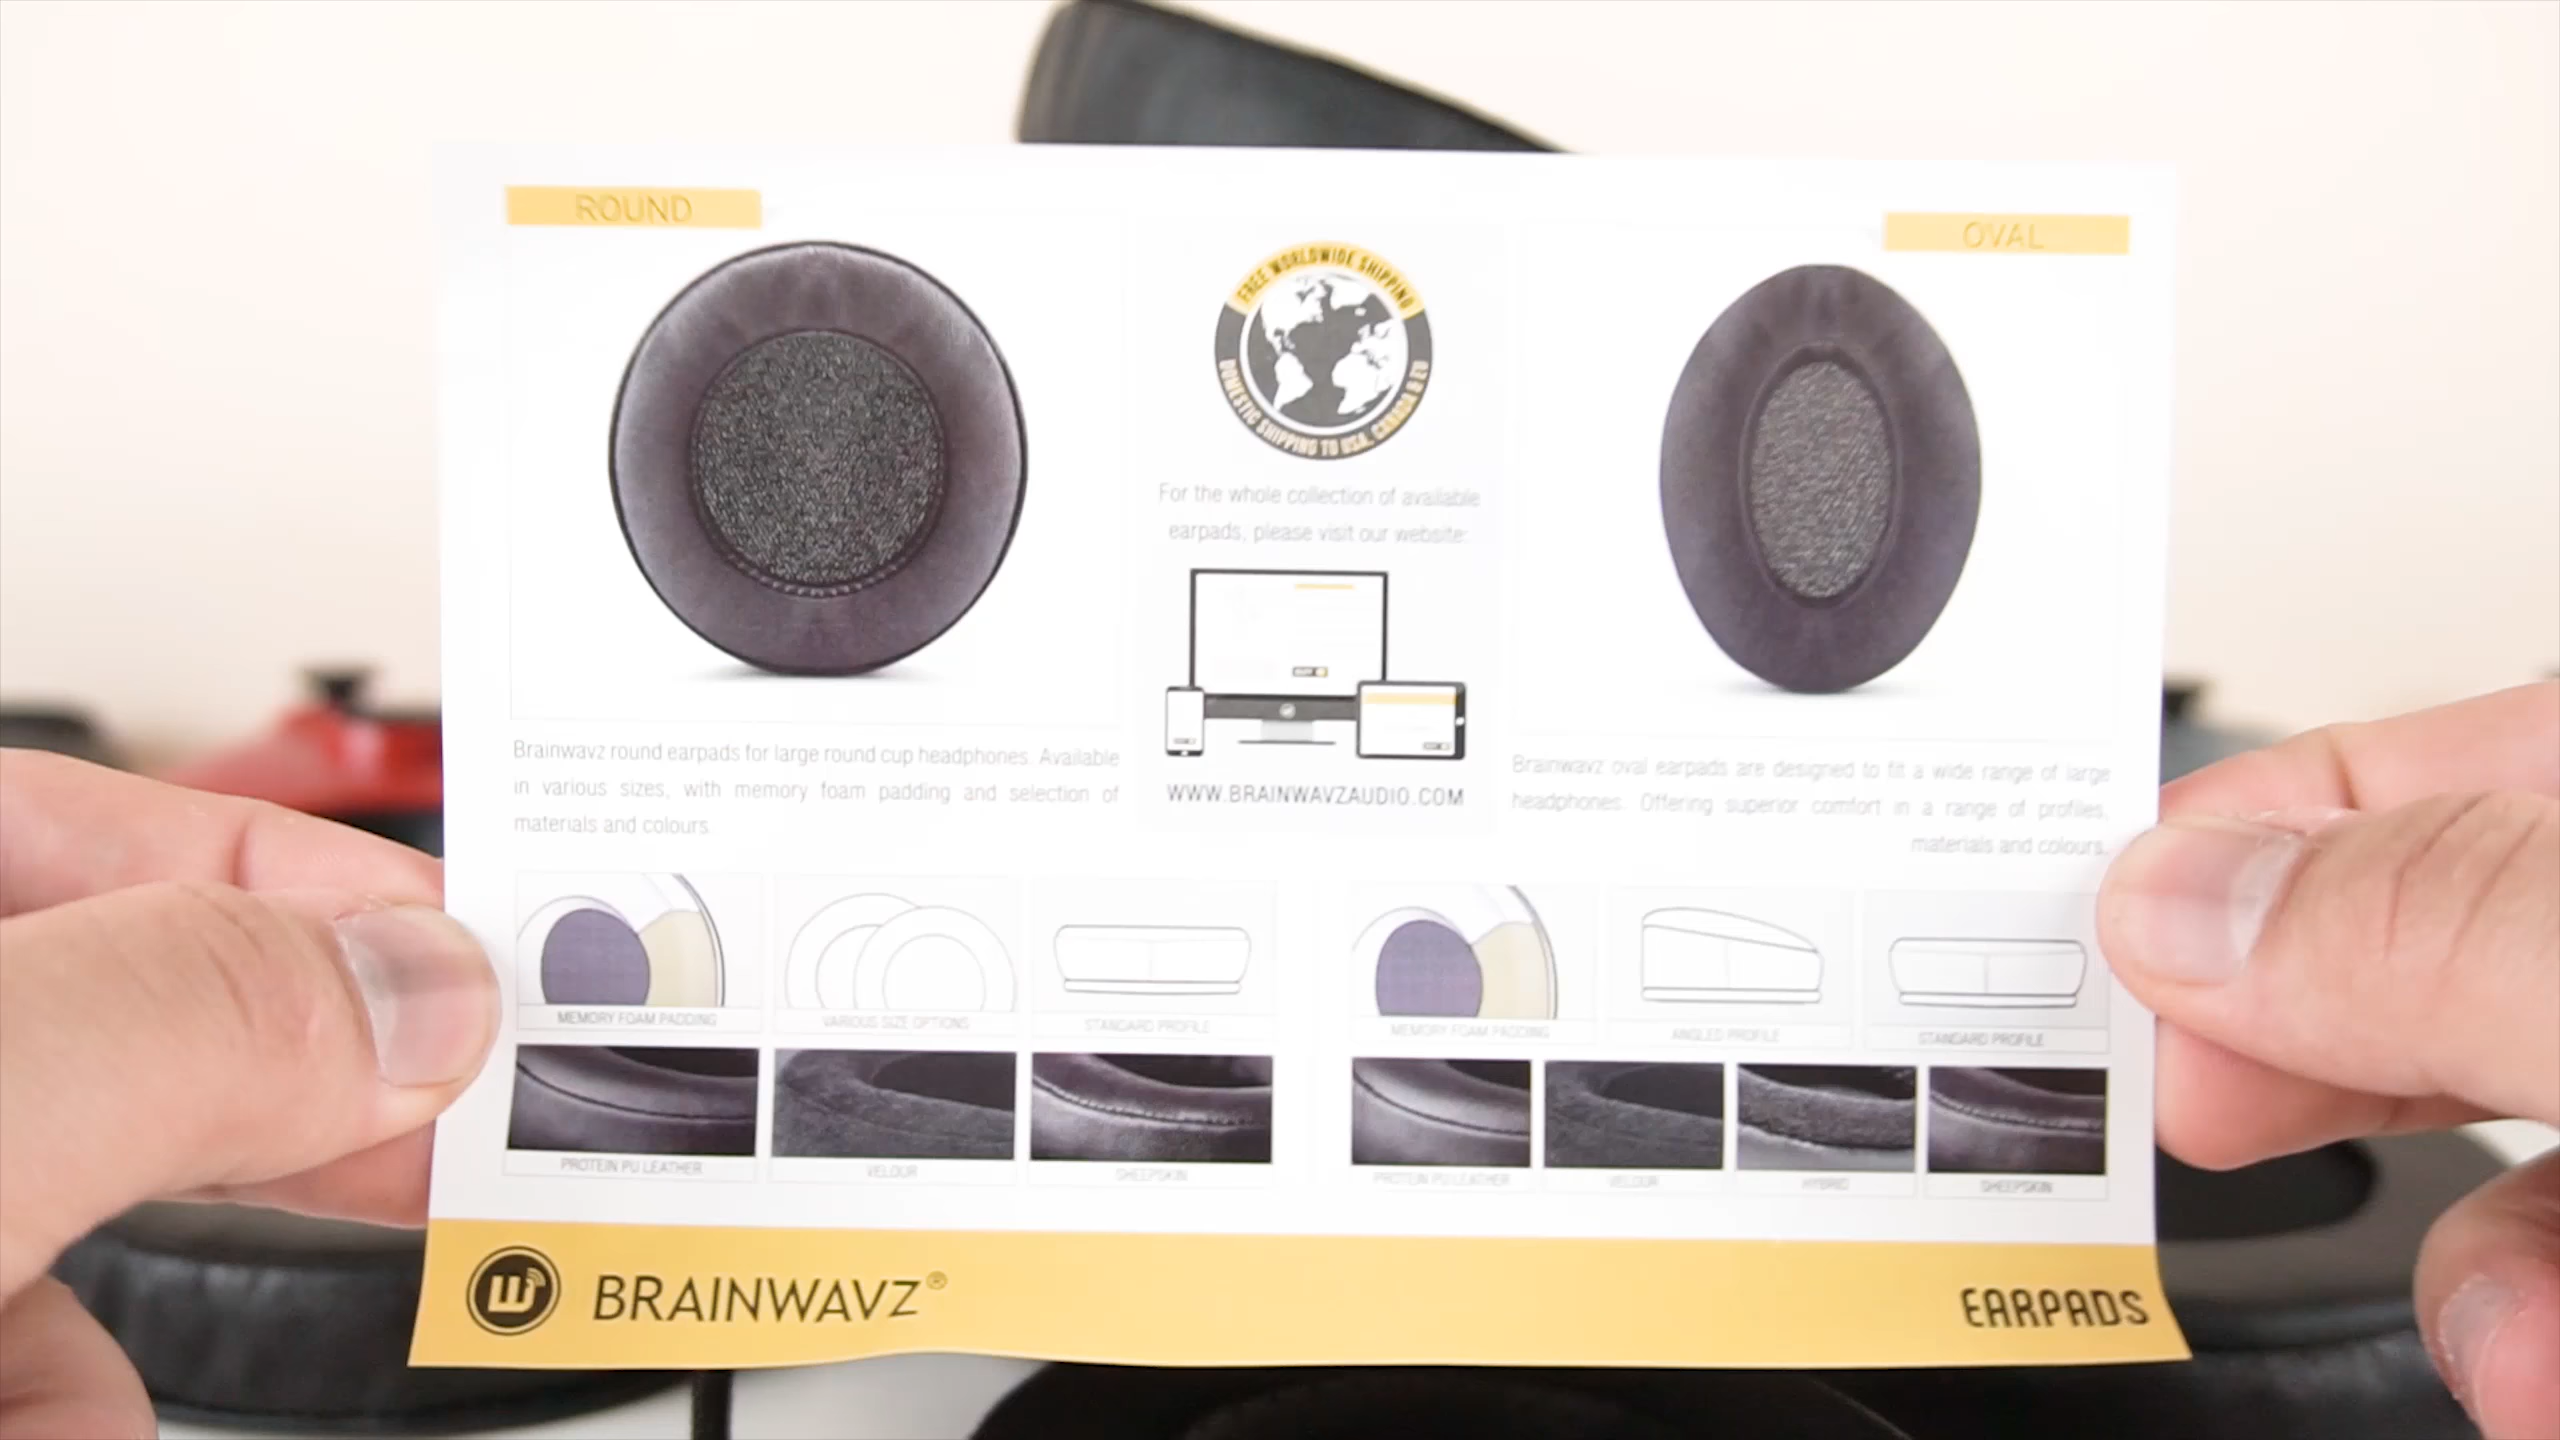 ROUND
Brainwavz round earpads for large round cup headphones. Available
in various sizes, with memory foam padding and selection of
materials and colours.
MEMORY FOAM PADDING
VARIOUS SIZE OPTIONS
STANDARD PROFILE
PROTEIN PU LEATHER
VELOUR
SHEEPSKIN
FREE WORLDWIDE SHIPPING
DOMESTIC SHIPPING TO USA, CANADA & EU
For the whole collection of available
earpads, please visit our website:
WWW.BRAINWAVZAUDIO.COM
OVAL
Brainwavz oval earpads are designed to fit a wide range of large
headphones. Offering superior comfort in a range of profiles,
materials and colours.
MEMORY FOAM PADDING
ANGLED PROFILE
STANDARD PROFILE
PROTEIN PU LEATHER
VELOUR
HYBRID
SHEEPSKIN
BRAINWAVZ®
EARPADS